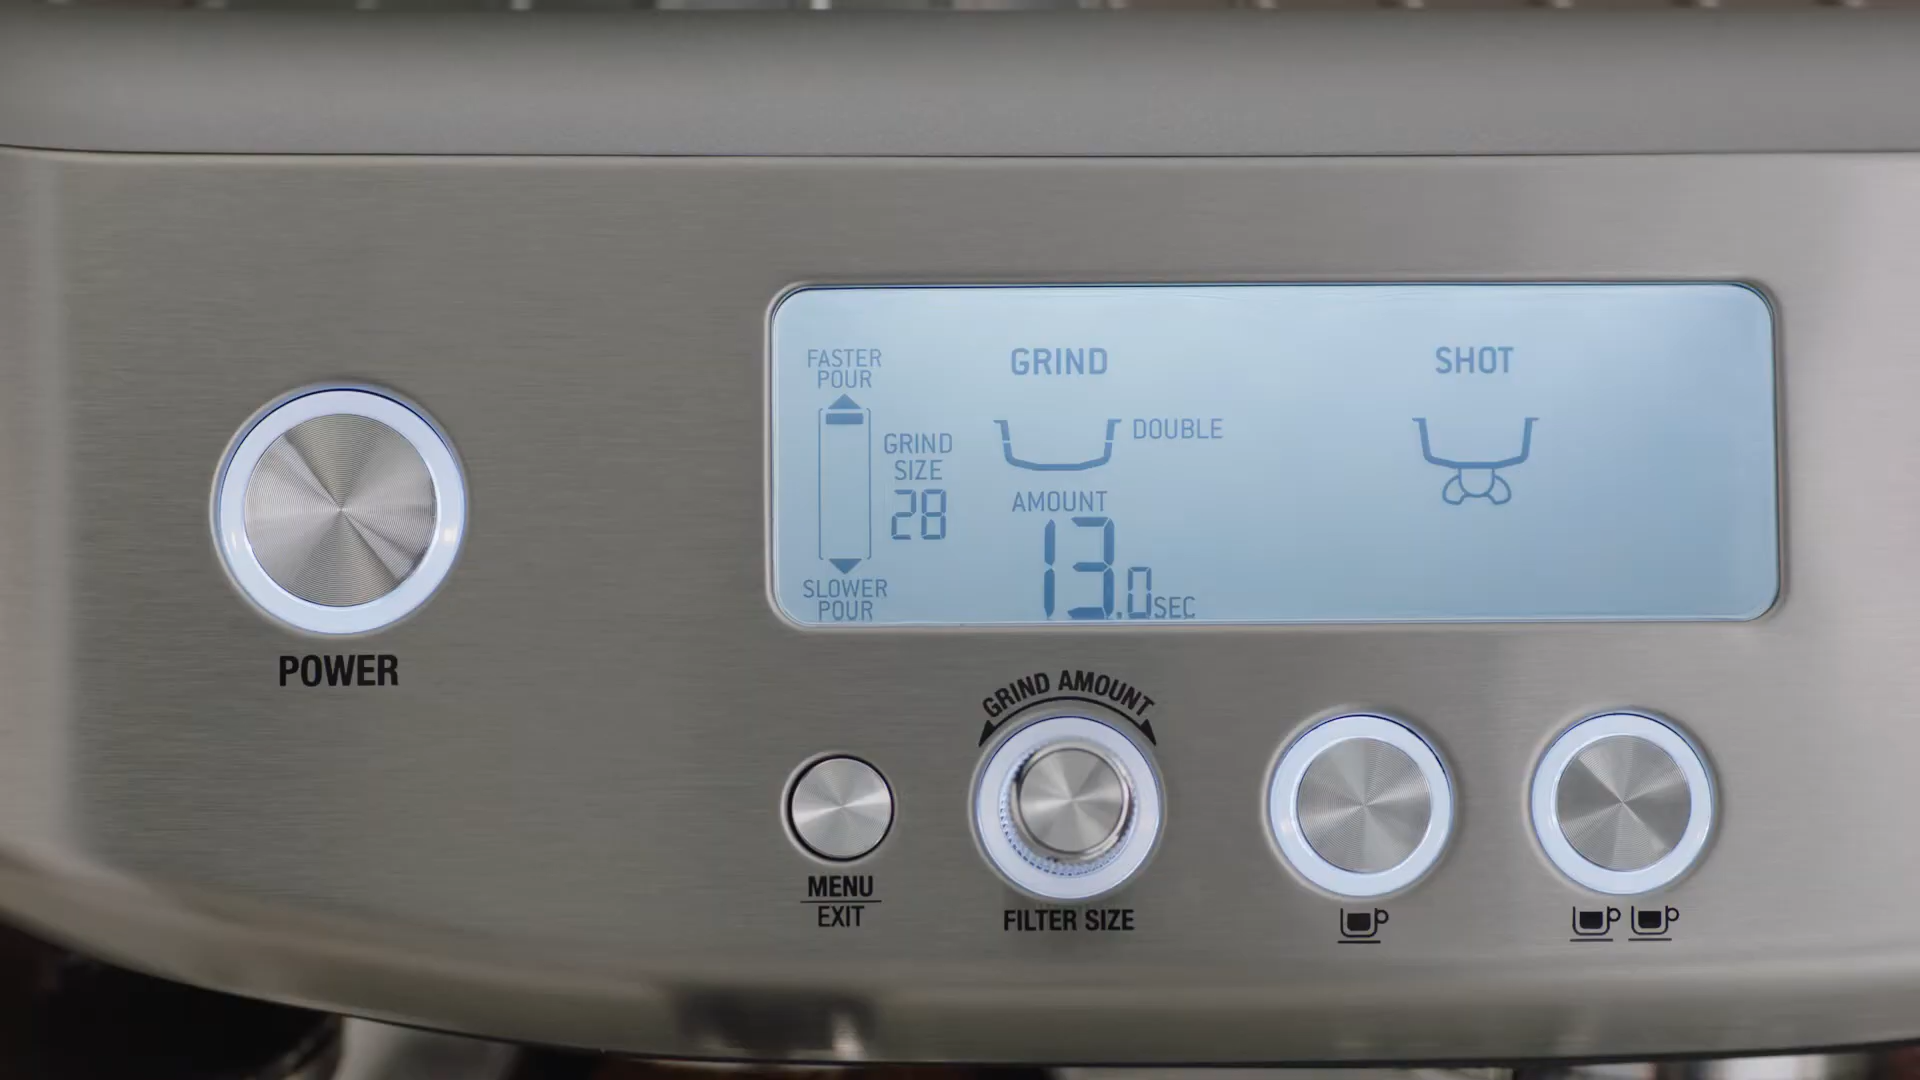 FASTER
POUR
GRIND
SIZE
28
SLOWER
POUR
GRIND
DOUBLE
AMOUNT
13.0SEC
SHOT
POWER
MENU
EXIT
GRIND AMOUNT
FILTER SIZE